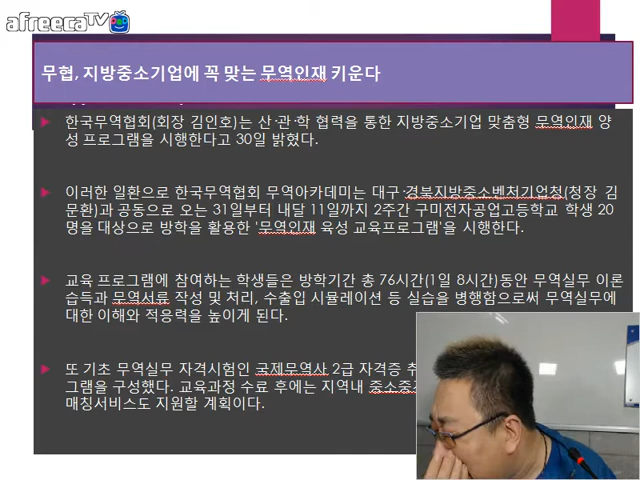 afreecaTV
무협, 지방중소기업에 꼭 맞는 무역인재 키운다
한국무역협회(회장 김인호)는 산·관·학 협력을 통한 지방중소기업 맞춤형 무역인재 양
성 프로그램을 시행한다고 30일 밝혔다.
이러한 일환으로 한국무역협회 무역아카데미는 대구·경북지방중소벤처기업청(청장 김
문환)과 공동으로 오는 31일부터 내달 11일까지 2주간 구미전자공업고등학교 학생 20
명을 대상으로 방학을 활용한 '무역인재 육성 교육프로그램'을 시행한다.
교육 프로그램에 참여하는 학생들은 방학기간 총 76시간(1일 8시간)동안 무역실무 이론
습득과 무역서류 작성 및 처리, 수출입 시뮬레이션 등 실습을 병행함으로써 무역실무에
대한 이해와 적응력을 높이게 된다.
또 기초 무역실무 자격시험인 국제무역사 2급 자격증 취
그램을 구성했다. 교육과정 수료 후에는 지역내 중소중
매칭서비스도 지원할 계획이다.